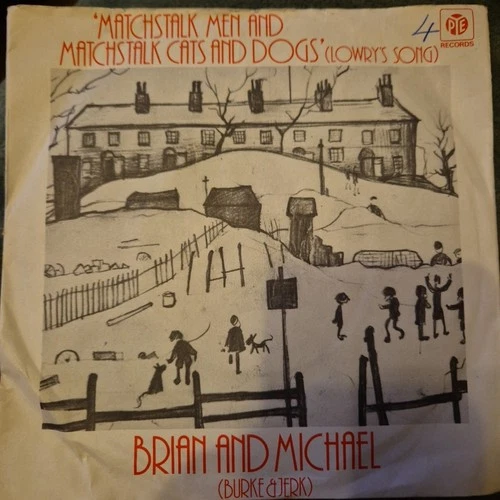 'MATCHSTALK MEN AND
MATCHSTALK CATS AND DOGS' (LOWRY'S SONG)
4
PYE
RECORDS
BRIAN AND MICHAEL
(BURKE & JERK)